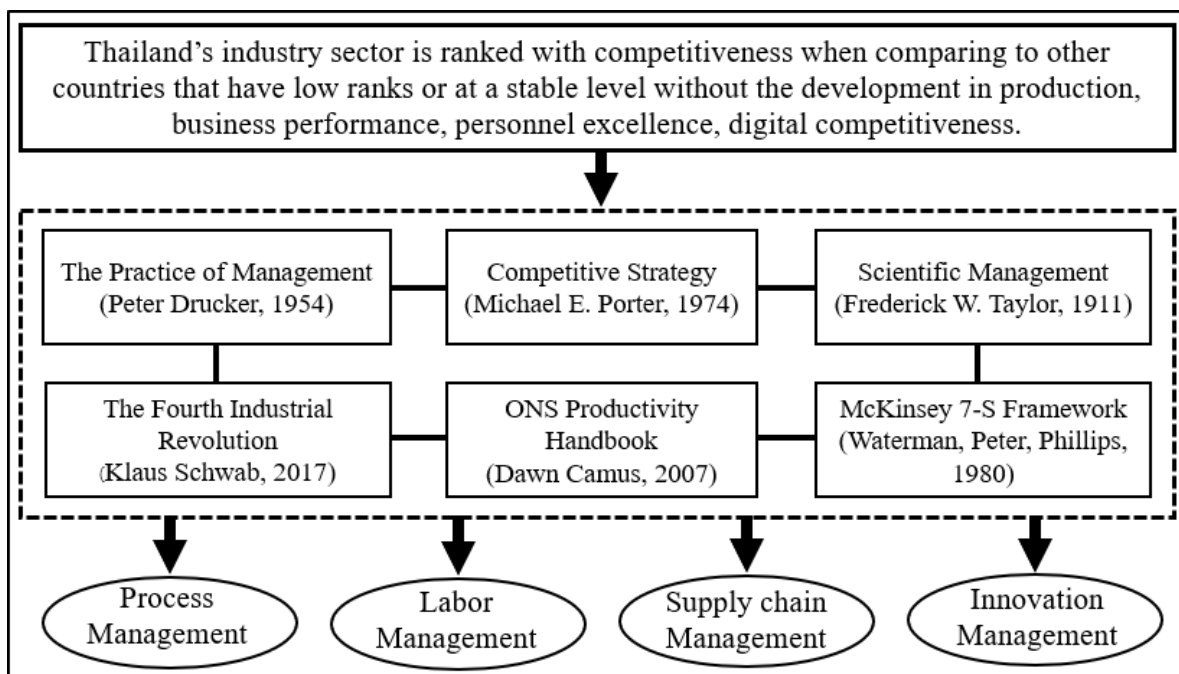 Thailand's industry sector is ranked with competitiveness when comparing to other
countries that have low ranks or at a stable level without the development in production,
business performance, personnel excellence, digital competitiveness.
The Practice of Management
(Peter Drucker, 1954)
Competitive Strategy
(Michael E. Porter, 1974)
Scientific Management
(Frederick W. Taylor, 1911)
The Fourth Industrial
Revolution
(Klaus Schwab, 2017)
ONS Productivity
Handbook
(Dawn Camus, 2007)
McKinsey 7-S Framework
(Waterman, Peter, Phillips,
1980)
Process
Management
Labor
Management
Supply chain
Management
Innovation
Management